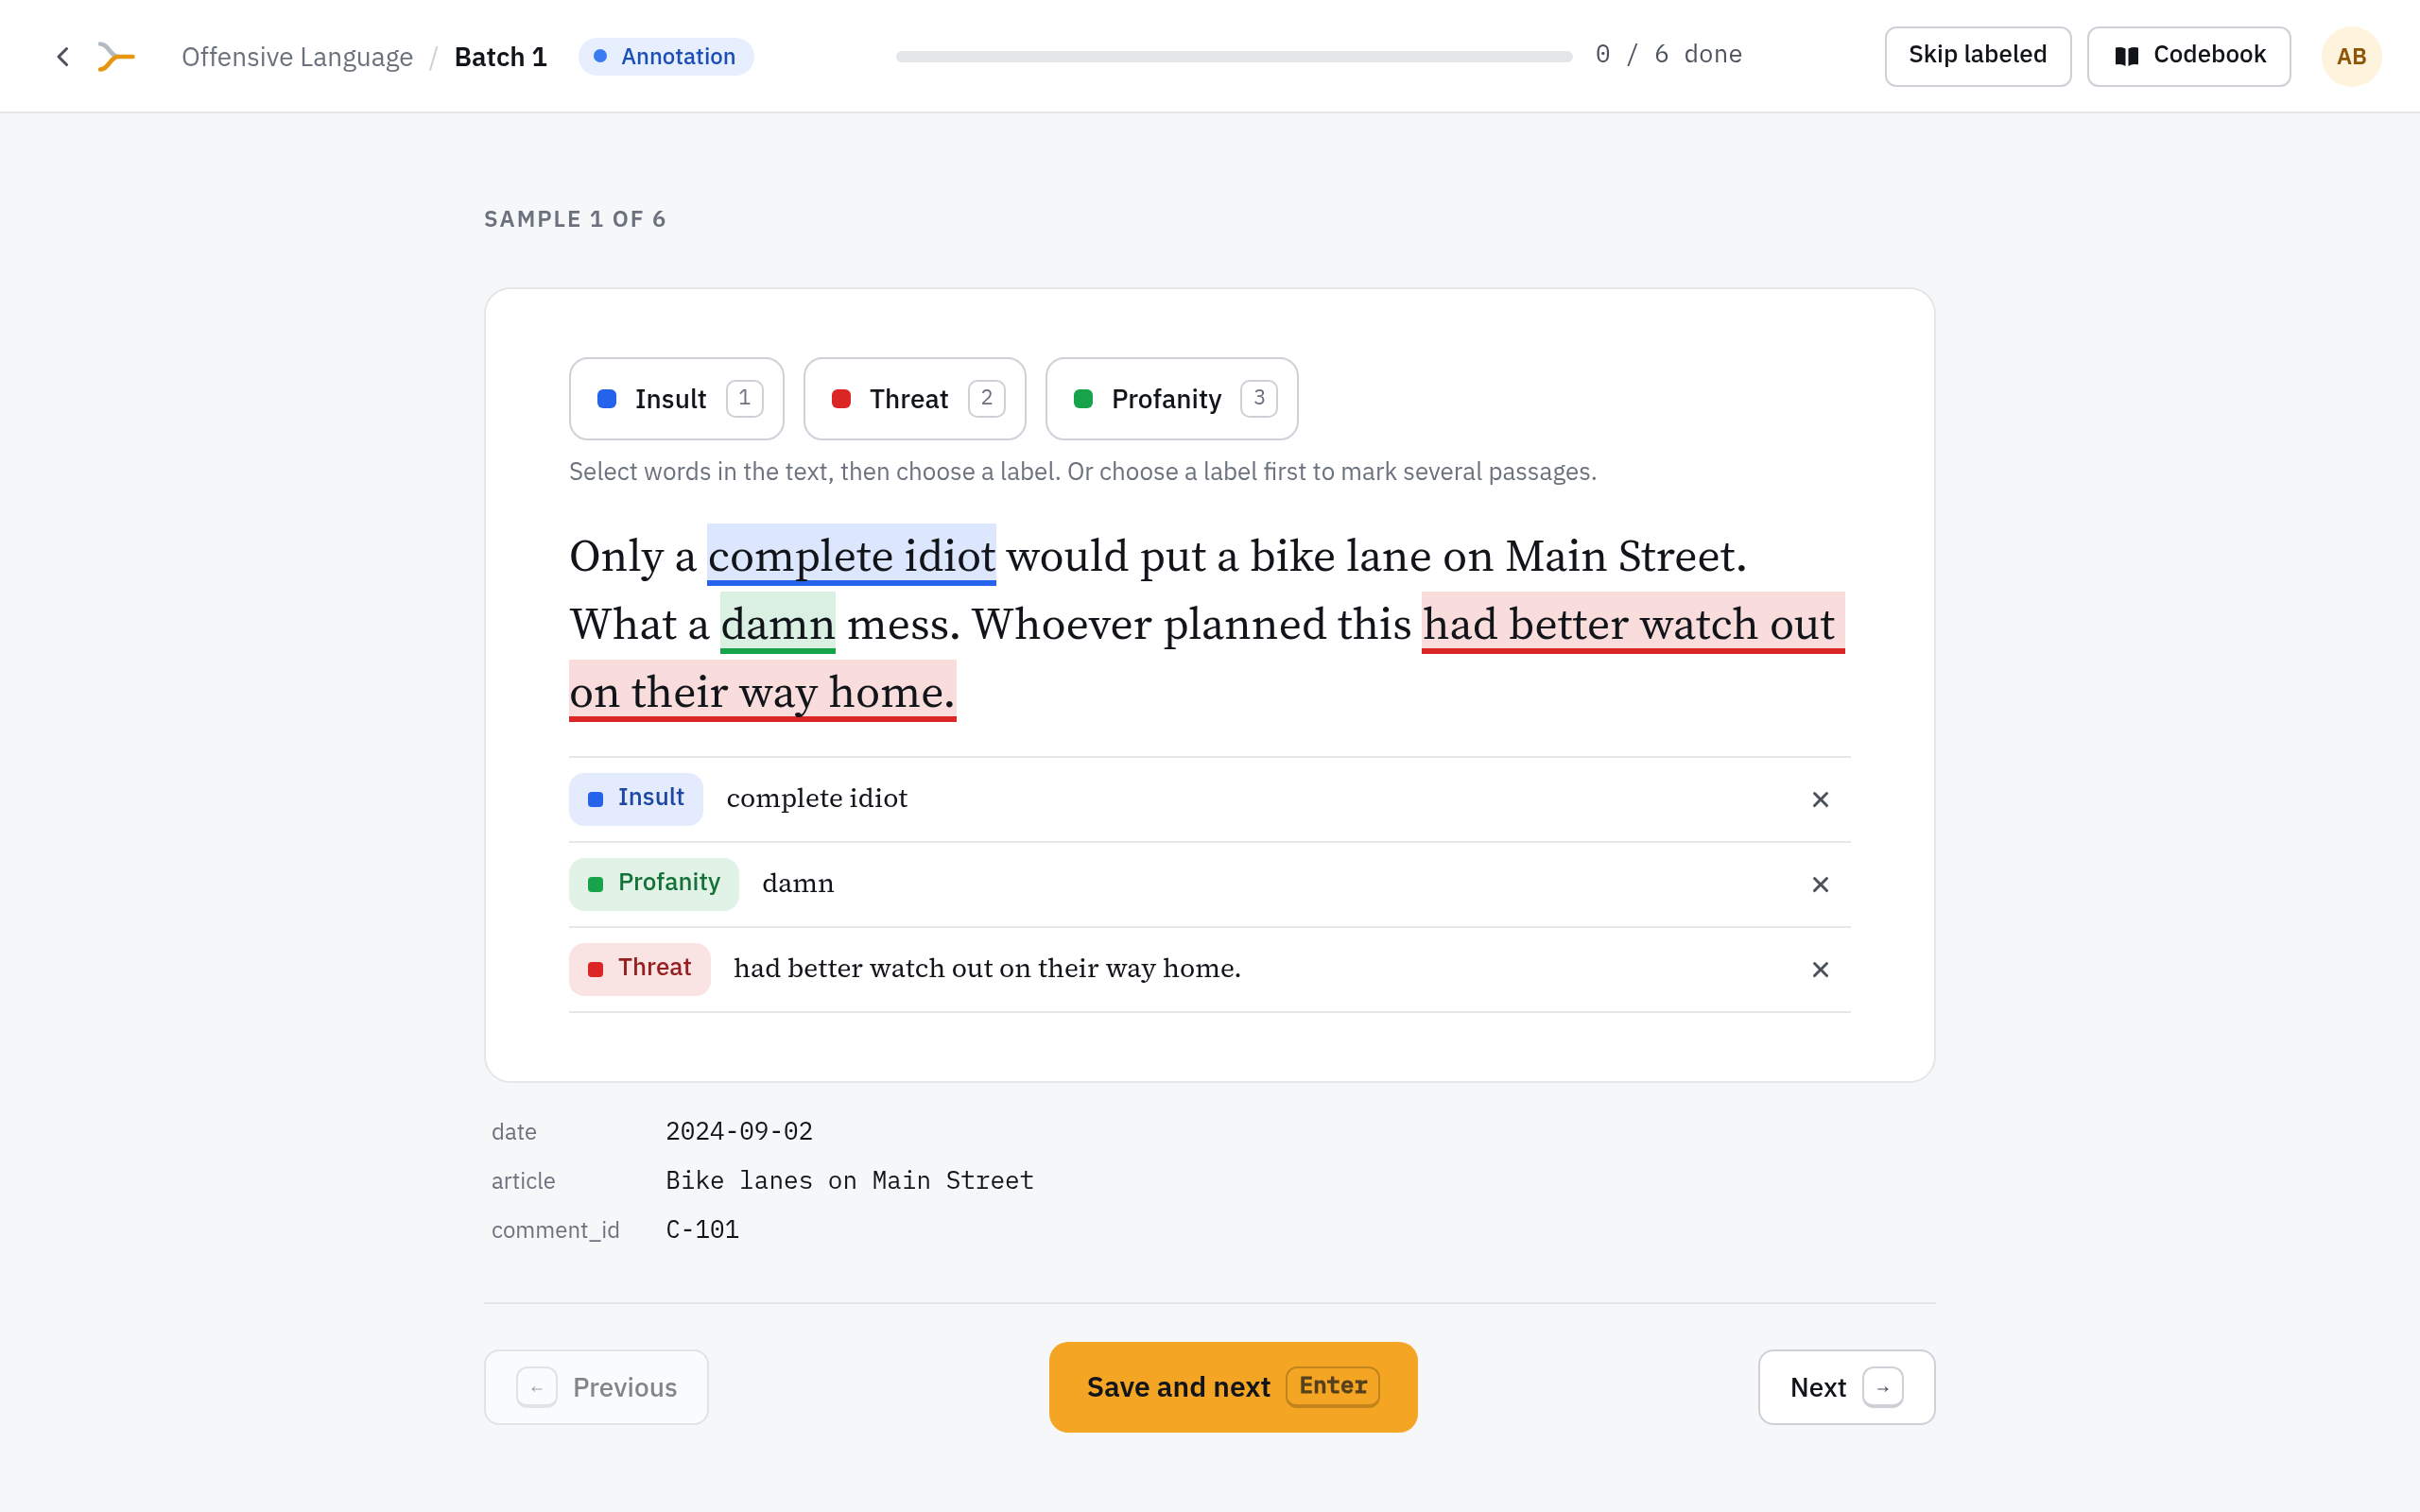 Offensive Language / Batch 1 Annotation 0 / 6 done Skip labeled Codebook AB
SAMPLE 1 OF 6
Insult 1 Threat 2 Profanity 3
Select words in the text, then choose a label. Or choose a label first to mark several passages.
Only a complete idiot would put a bike lane on Main Street.
What a damn mess. Whoever planned this had better watch out
on their way home.
Insult complete idiot ×
Profanity damn ×
Threat had better watch out on their way home. ×
date 2024-09-02
article Bike lanes on Main Street
comment_id C-101
← Previous Save and next Enter Next →